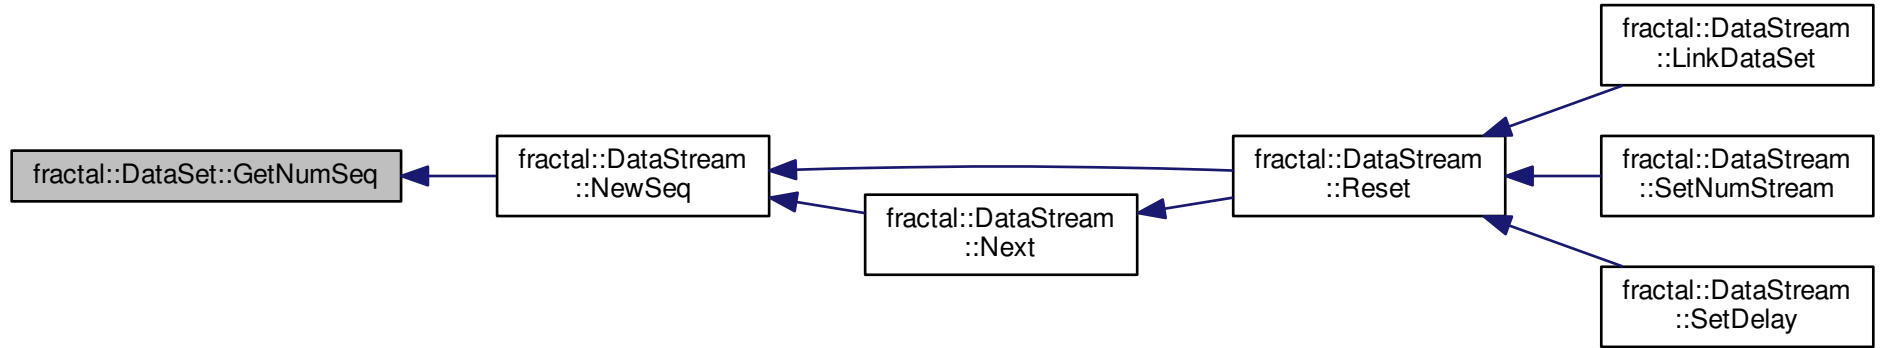 fractal::DataSet::GetNumSeq
fractal::DataStream
::NewSeq
fractal::DataStream
::Next
fractal::DataStream
::Reset
fractal::DataStream
::LinkDataSet
fractal::DataStream
::SetNumStream
fractal::DataStream
::SetDelay